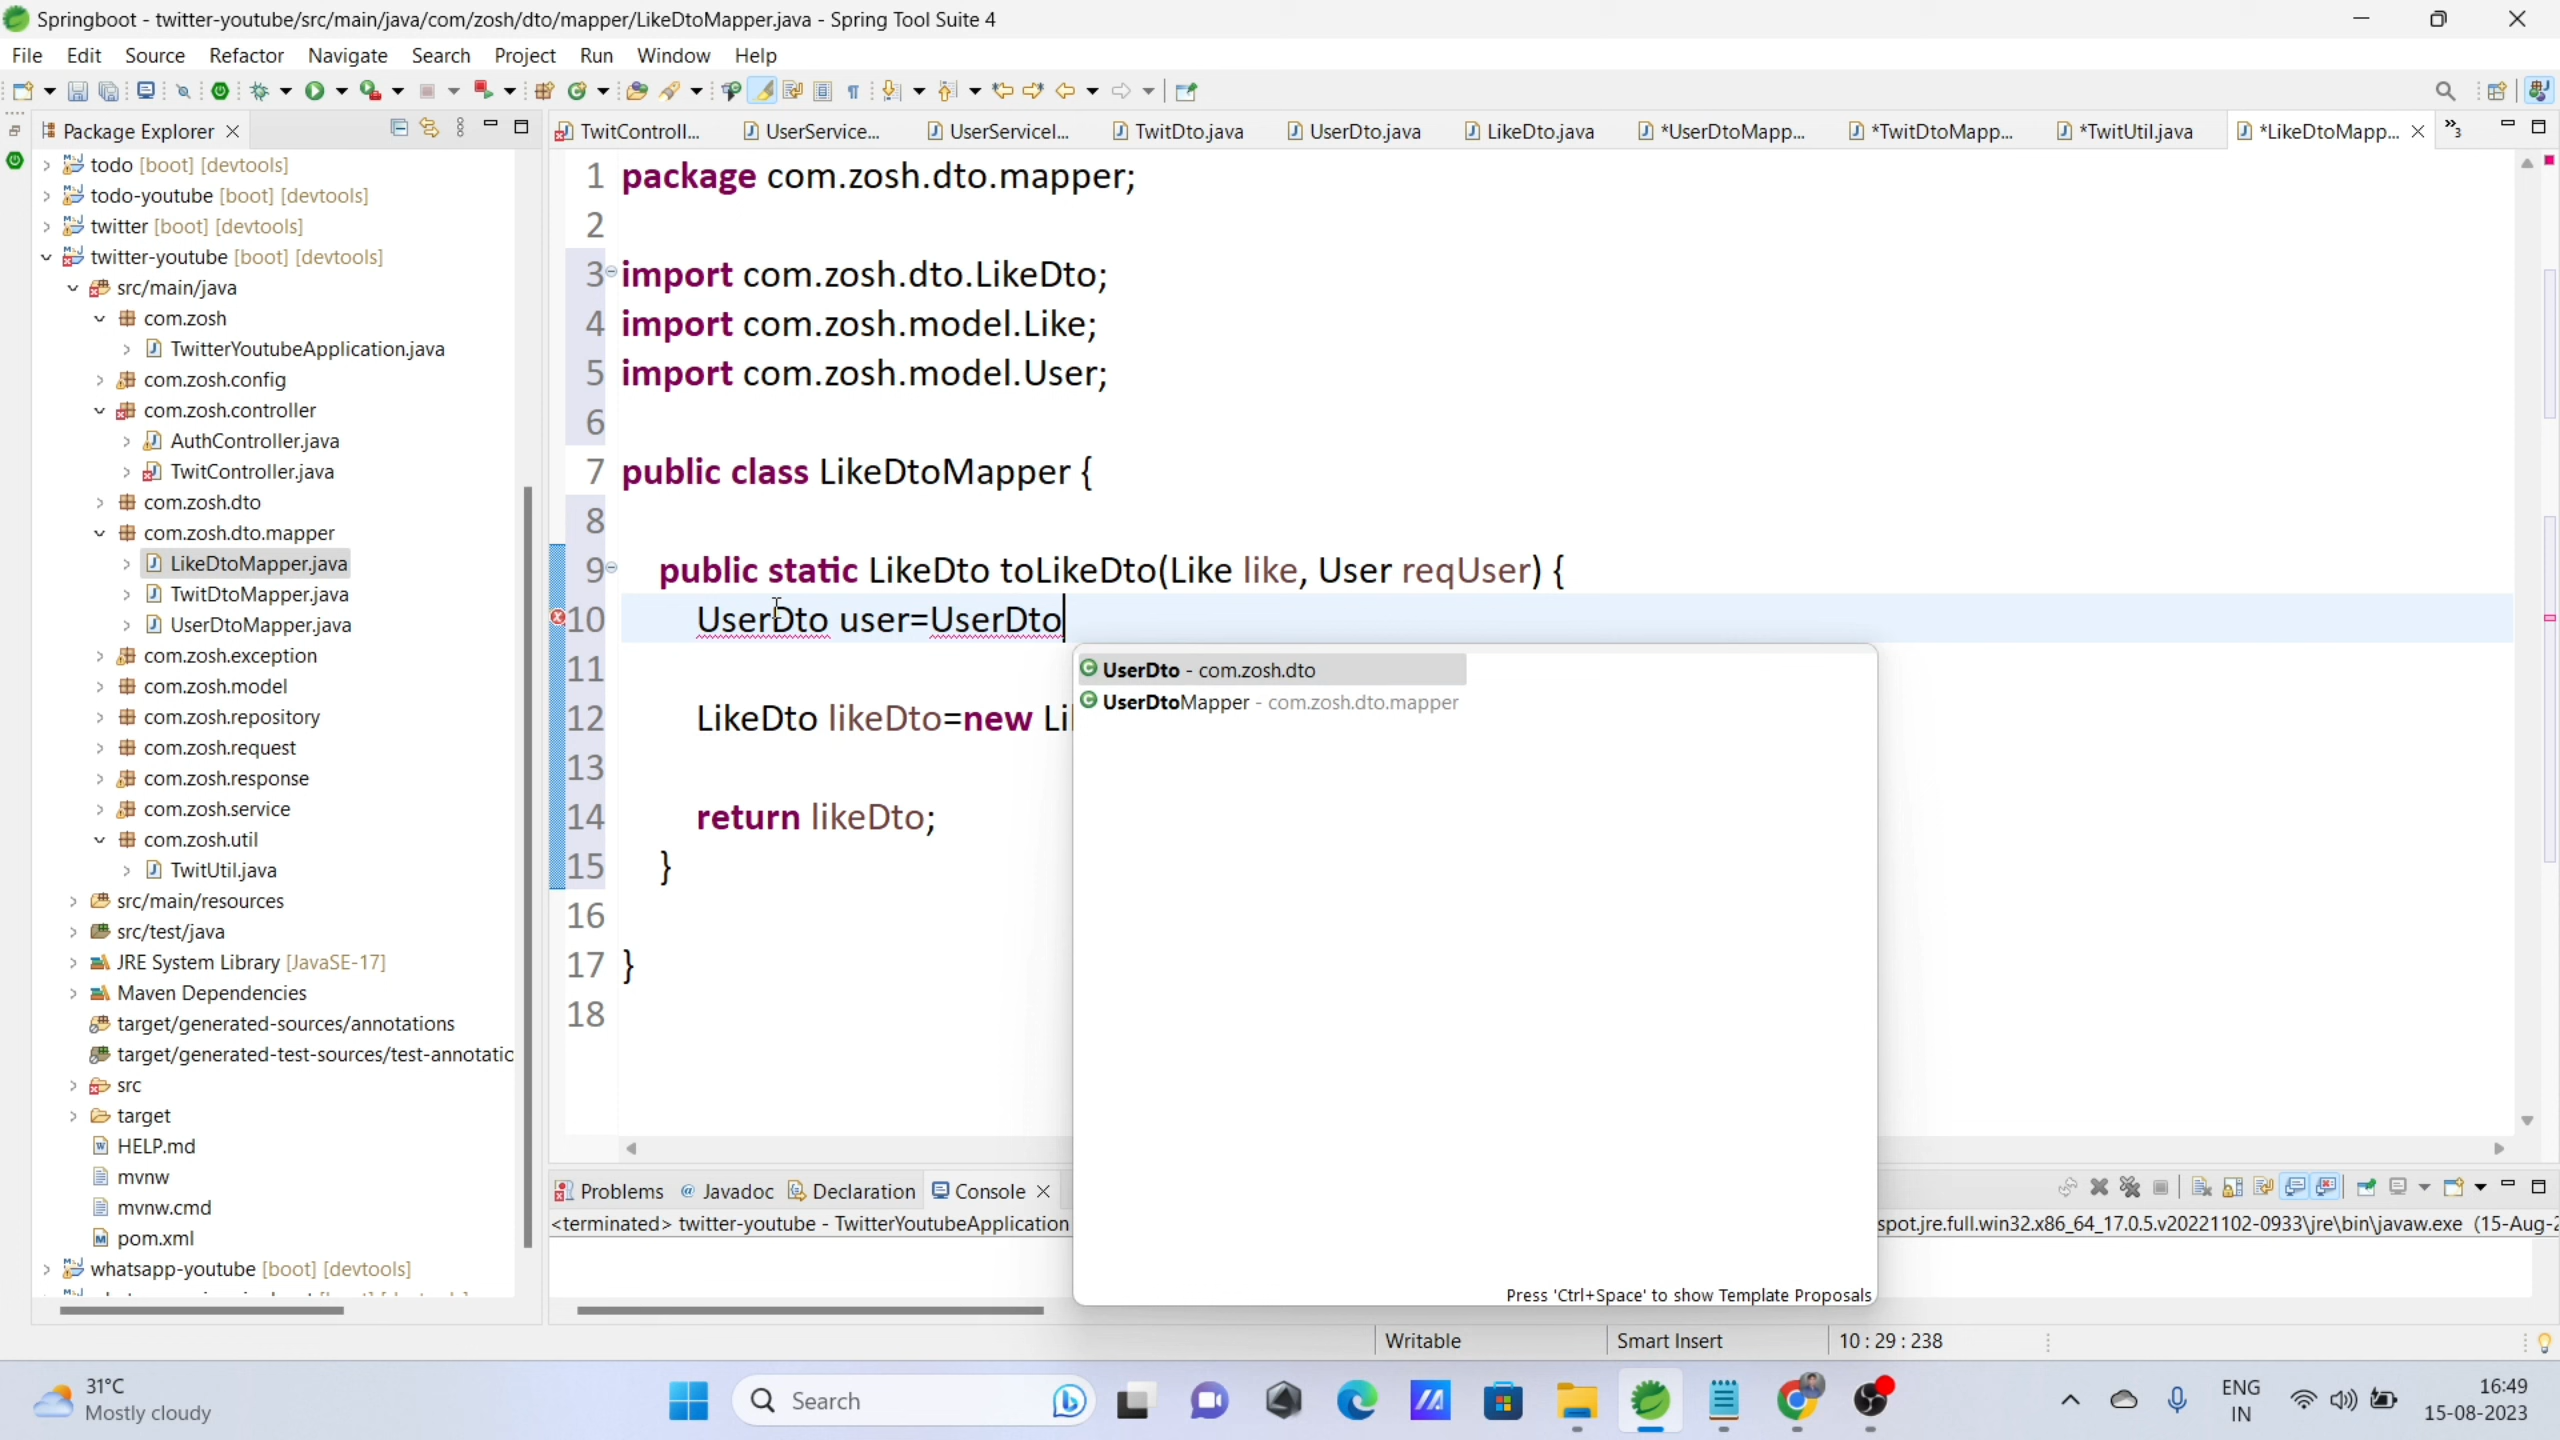 Springboot - twitter-youtube/src/main/java/com/zosh/dto/mapper/LikeDtoMapper.java - Spring Tool Suite 4
File Edit Source Refactor Navigate Search Project Run Window Help
Package Explorer
todo [boot] [devtools]
todo-youtube [boot] [devtools]
twitter [boot] [devtools]
twitter-youtube [boot] [devtools]
src/main/java
com.zosh
TwitterYoutubeApplication.java
com.zosh.config
com.zosh.controller
AuthController.java
TwitController.java
com.zosh.dto
com.zosh.dto.mapper
LikeDtoMapper.java
TwitDtoMapper.java
UserDtoMapper.java
com.zosh.exception
com.zosh.model
com.zosh.repository
com.zosh.request
com.zosh.response
com.zosh.service
com.zosh.util
TwitUtil.java
src/main/resources
src/test/java
JRE System Library [JavaSE-17]
Maven Dependencies
target/generated-sources/annotations
target/generated-test-sources/test-annotatic
src
target
HELP.md
mvnw
mvnw.cmd
pom.xml
whatsapp-youtube [boot] [devtools]
TwitControll... UserService... UserServiceI... TwitDto.java UserDto.java LikeDto.java *UserDtoMapp... *TwitDtoMapp... *TwitUtil.java *LikeDtoMapp... »3
1 package com.zosh.dto.mapper;
2
3 import com.zosh.dto.LikeDto;
4 import com.zosh.model.Like;
5 import com.zosh.model.User;
6
7 public class LikeDtoMapper {
8
9 public static LikeDto toLikeDto(Like like, User reqUser) {
10 UserDto user=UserDto
11
12 LikeDto likeDto=new Li
13
14 return likeDto;
15 }
16
17 }
18
UserDto - com.zosh.dto
UserDtoMapper - com.zosh.dto.mapper
Press 'Ctrl+Space' to show Template Proposals
Problems @ Javadoc Declaration Console
<terminated> twitter-youtube - TwitterYoutubeApplication
spot.jre.full.win32.x86_64_17.0.5.v20221102-0933\jre\bin\javaw.exe (15-Aug-2
Writable Smart Insert 10 : 29 : 238
31°C
Mostly cloudy
Search
ENG
IN
16:49
15-08-2023